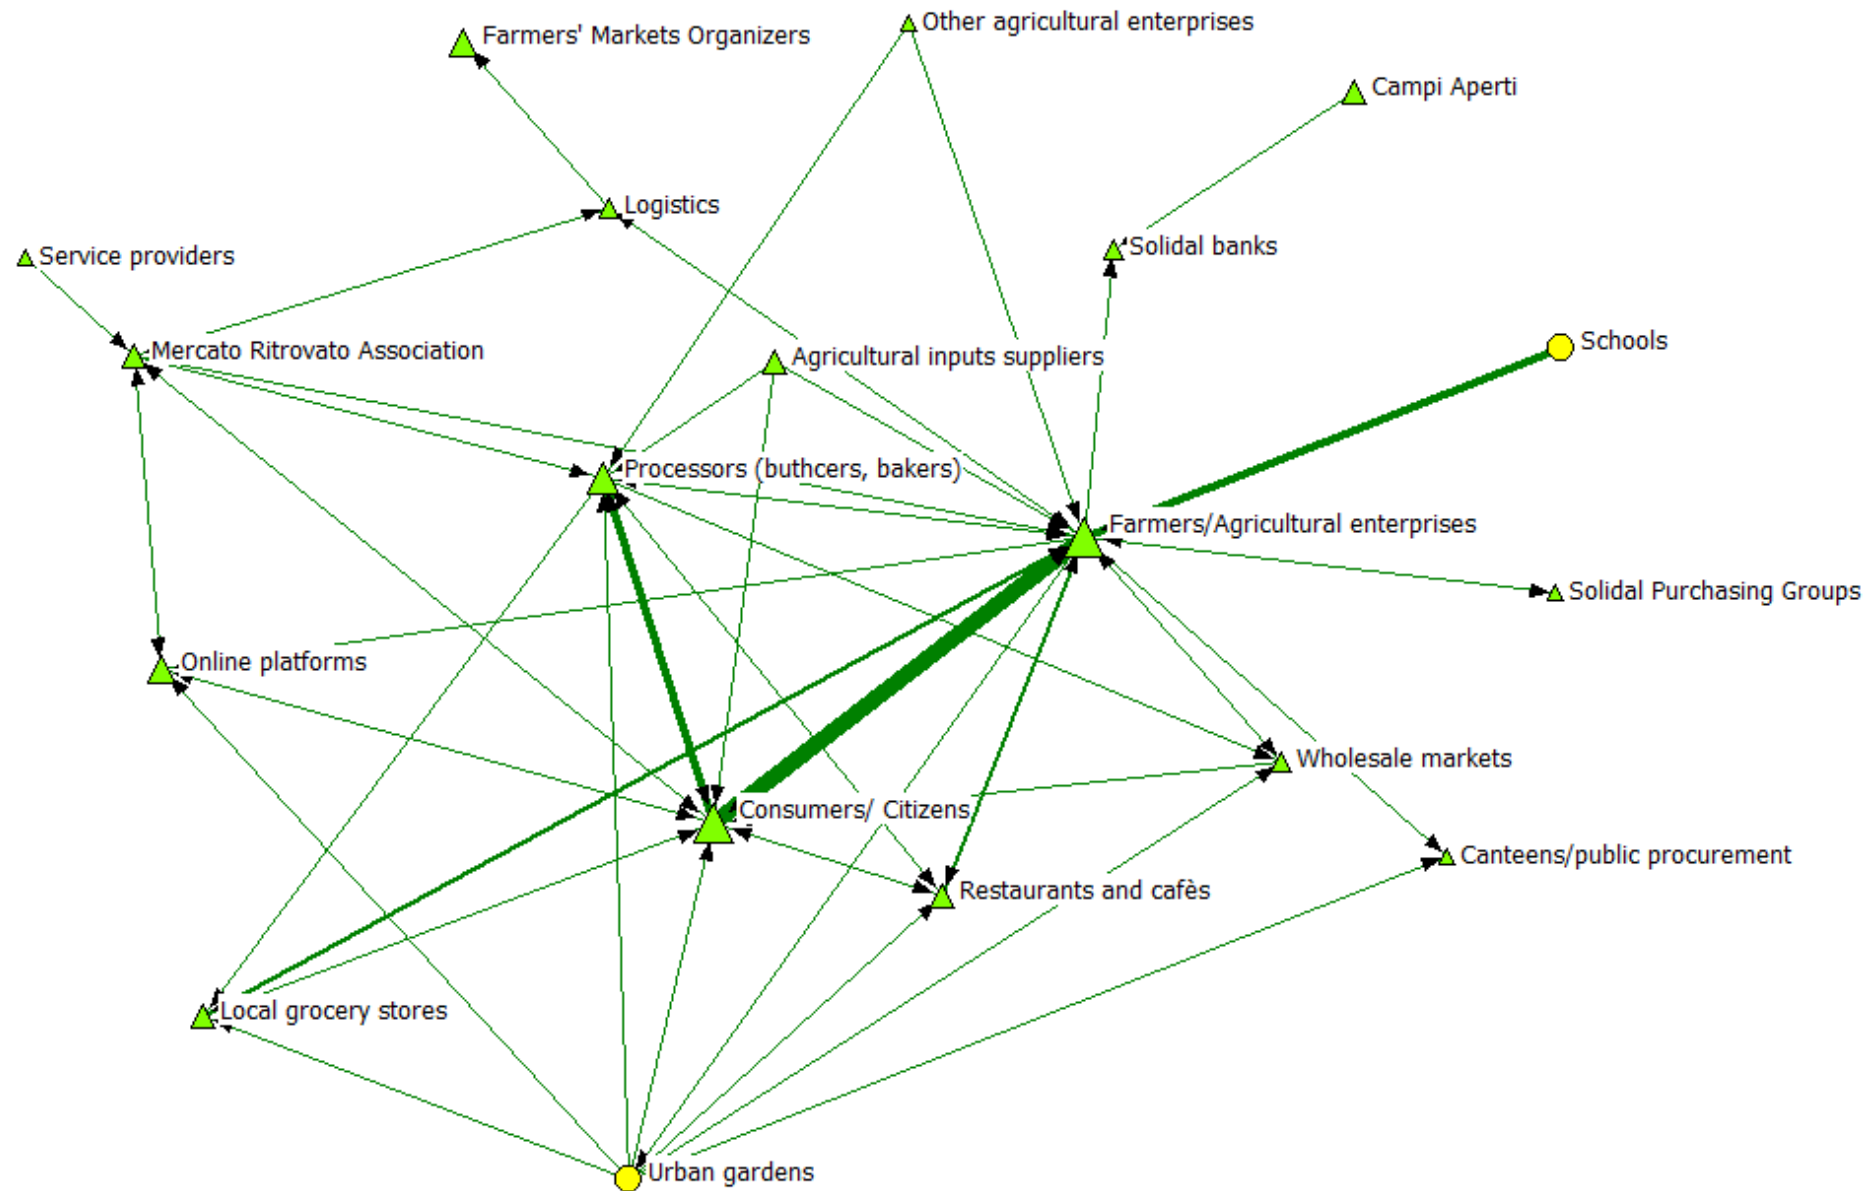 Other agricultural enterprises
Farmers' Markets Organizers
Campi Aperti
Logistics
Solidal banks
Service providers
Schools
Mercato Ritrovato Association
Agricultural inputs suppliers
Processors (buthcers, bakers)
Farmers/Agricultural enterprises
Solidal Purchasing Groups
Online platforms
Wholesale markets
Consumers/ Citizens
Canteens/public procurement
Restaurants and cafès
Local grocery stores
Urban gardens